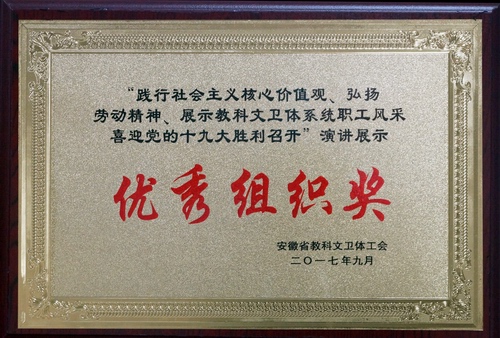 “践行社会主义核心价值观、弘扬
劳动精神、展示教科文卫体系统职工风采
喜迎党的十九大胜利召开”演讲展示
优秀组织奖
安徽省教科文卫体工会
二〇一七年九月